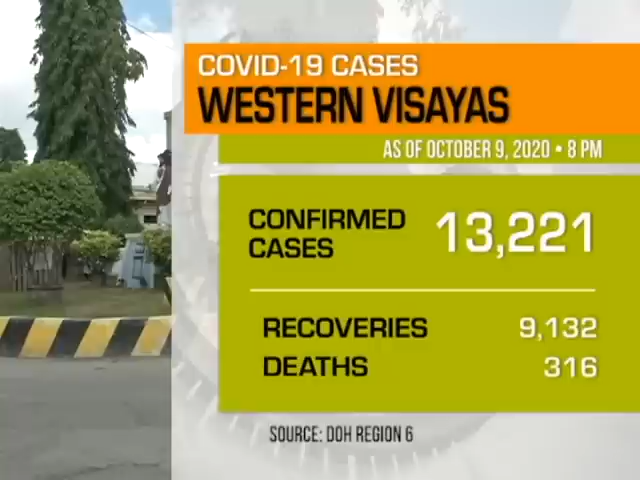 COVID-19 CASES
WESTERN VISAYAS
AS OF OCTOBER 9, 2020 • 8 PM
CONFIRMED
CASES
13,221
RECOVERIES 9,132
DEATHS 316
SOURCE: DOH REGION 6